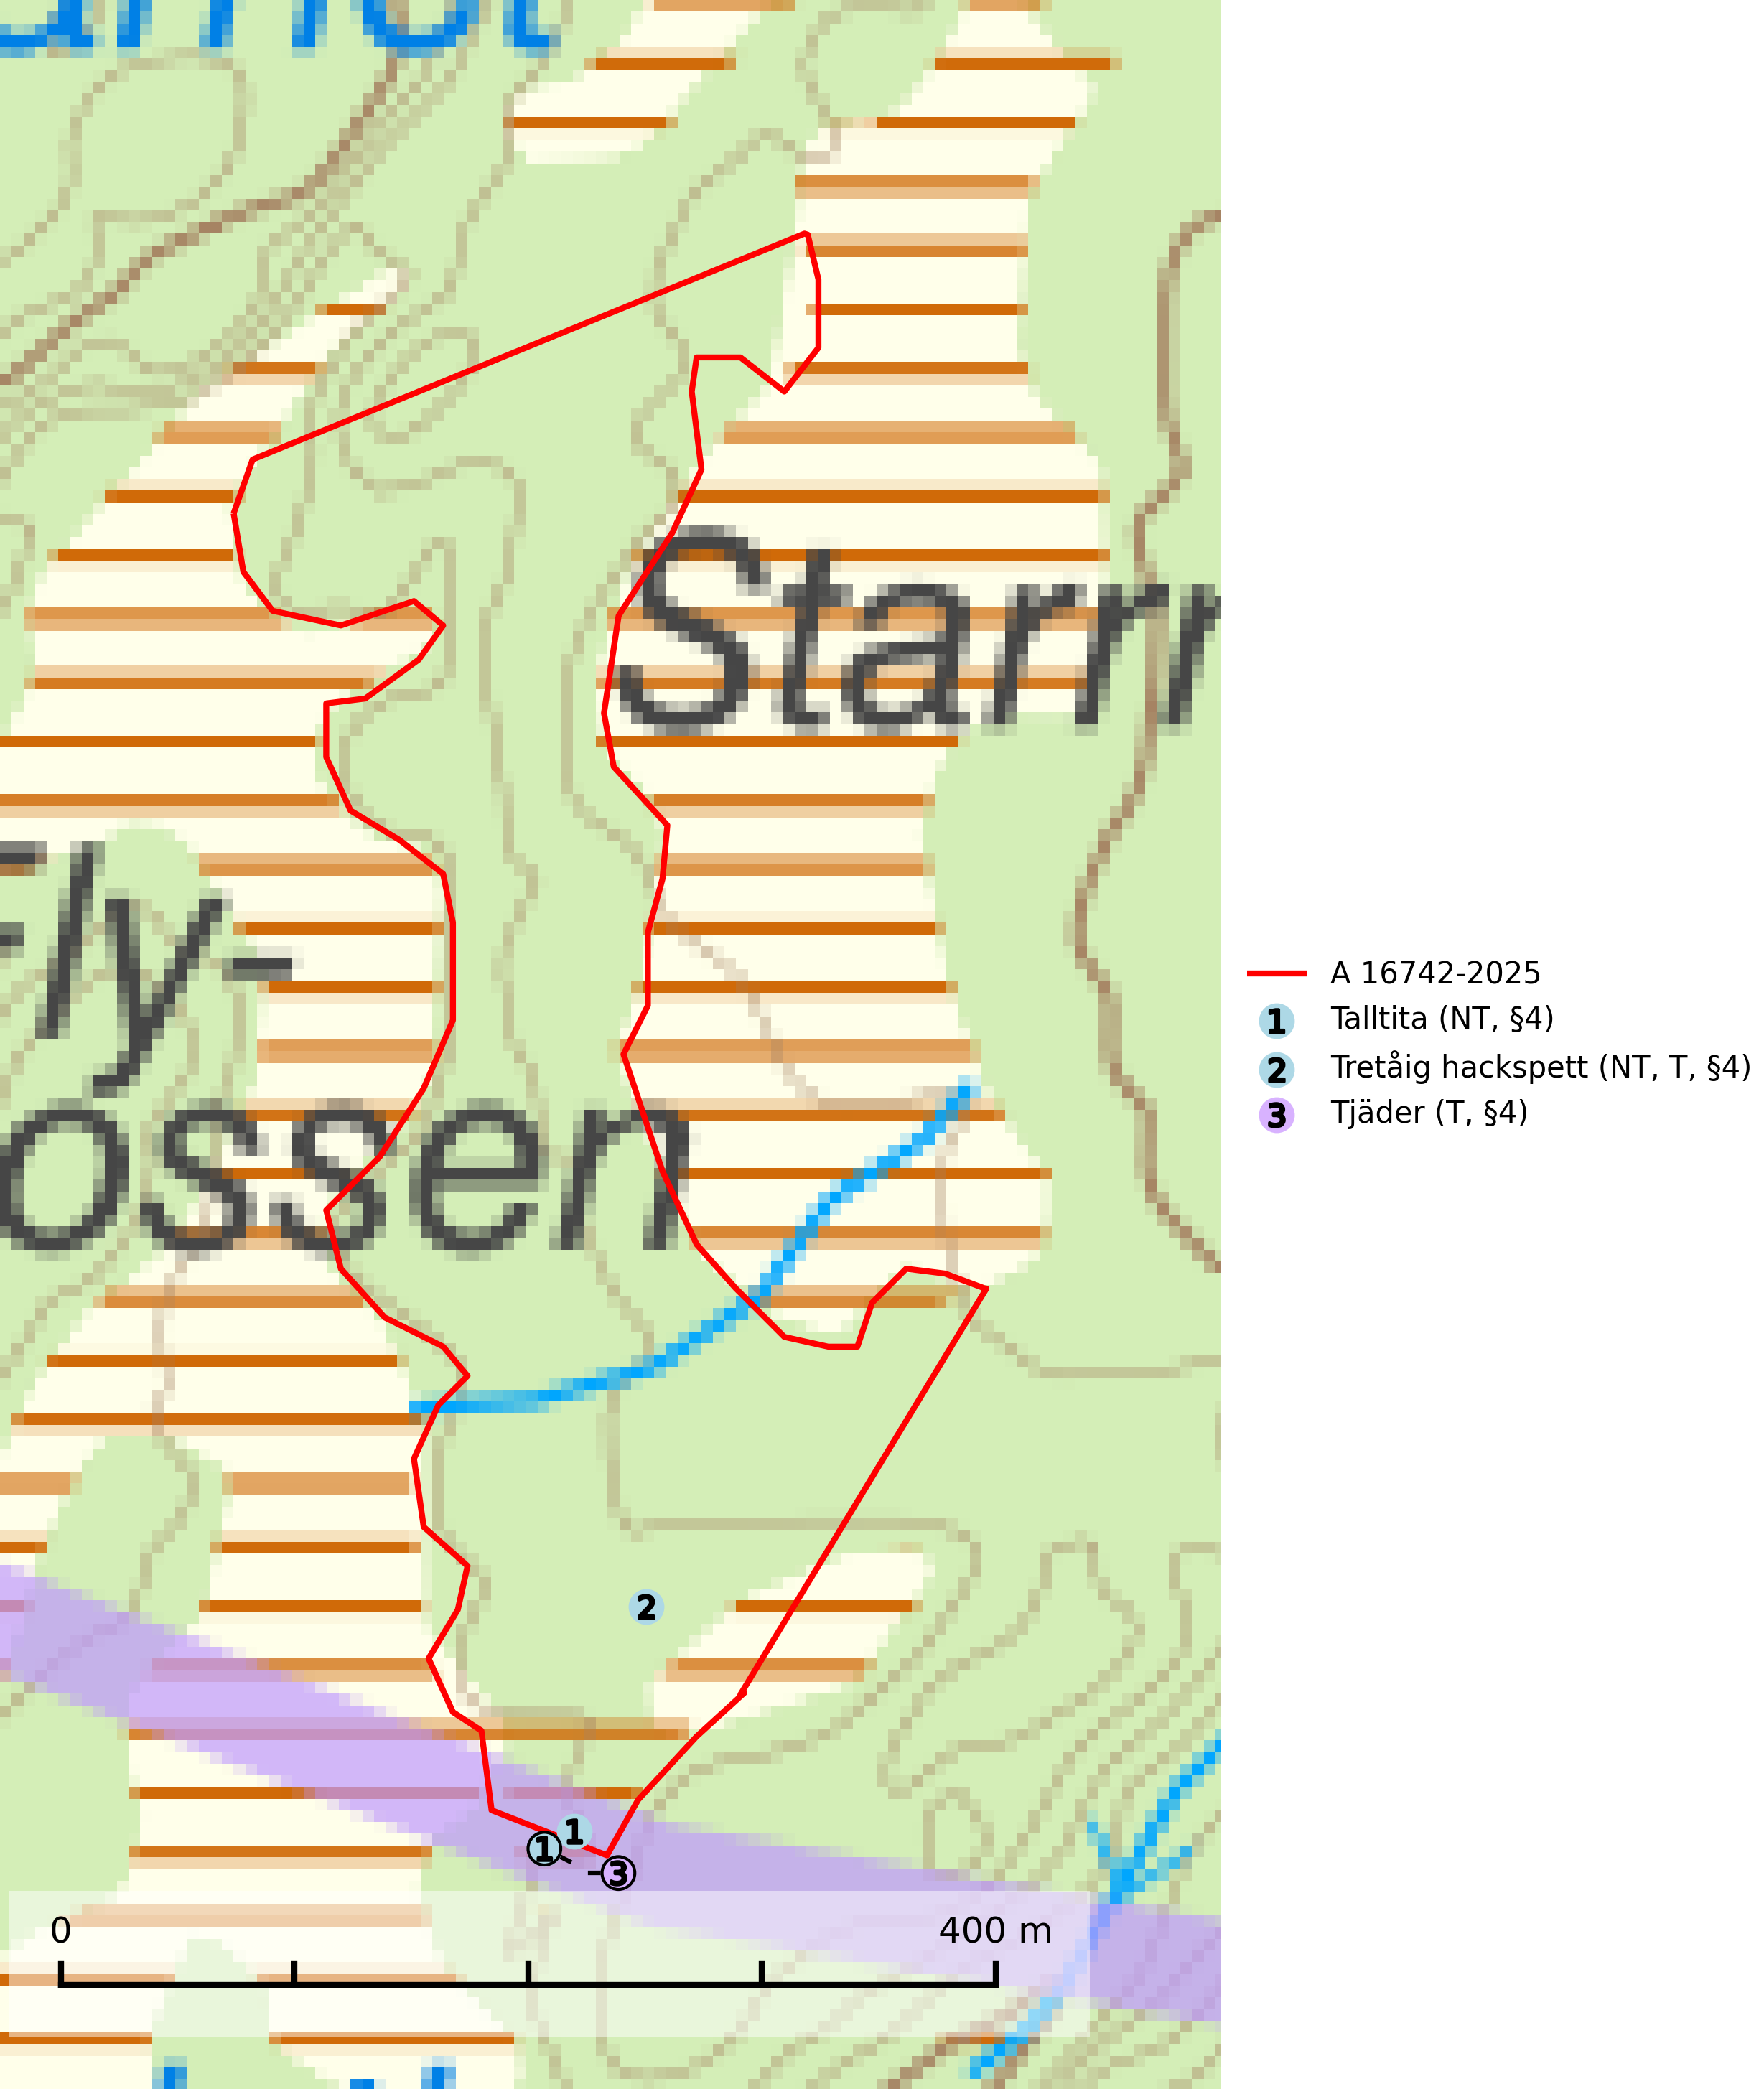 Starr
ly-
ossen
2
1
1
3
0 400 m
A 16742-2025
1 Talltita (NT, §4)
2 Tretåig hackspett (NT, T, §4)
3 Tjäder (T, §4)